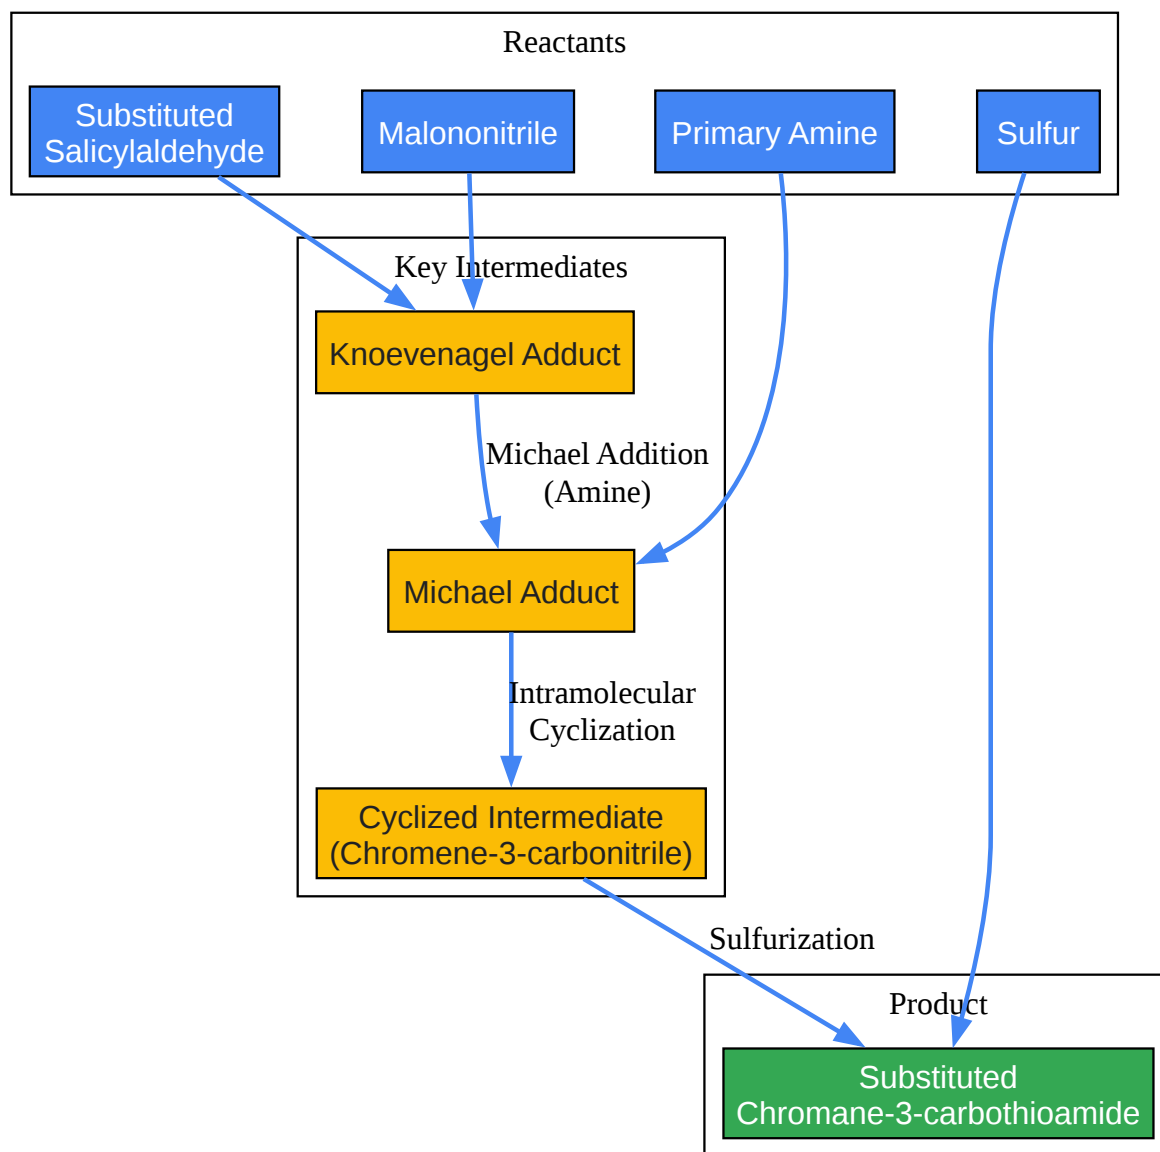 Reactants
Substituted
Salicylaldehyde
Malononitrile
Primary Amine
Sulfur
Key Intermediates
Knoevenagel Adduct
Michael Addition
(Amine)
Michael Adduct
Intramolecular
Cyclization
Cyclized Intermediate
(Chromene-3-carbonitrile)
Sulfurization
Product
Substituted
Chromane-3-carbothioamide